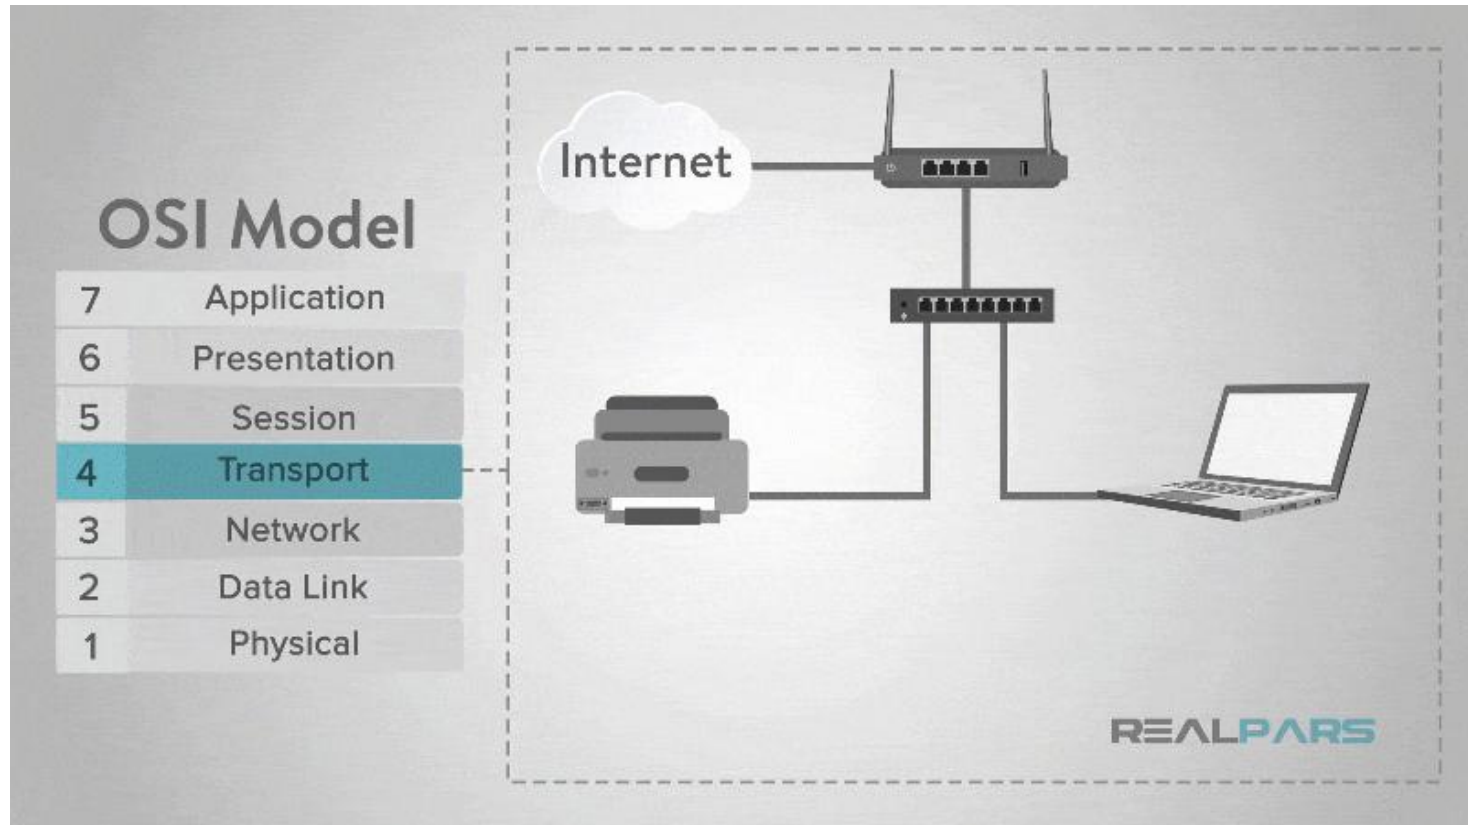 OSI Model
7 Application
6 Presentation
5 Session
4 Transport
3 Network
2 Data Link
1 Physical
Internet
REALPARS